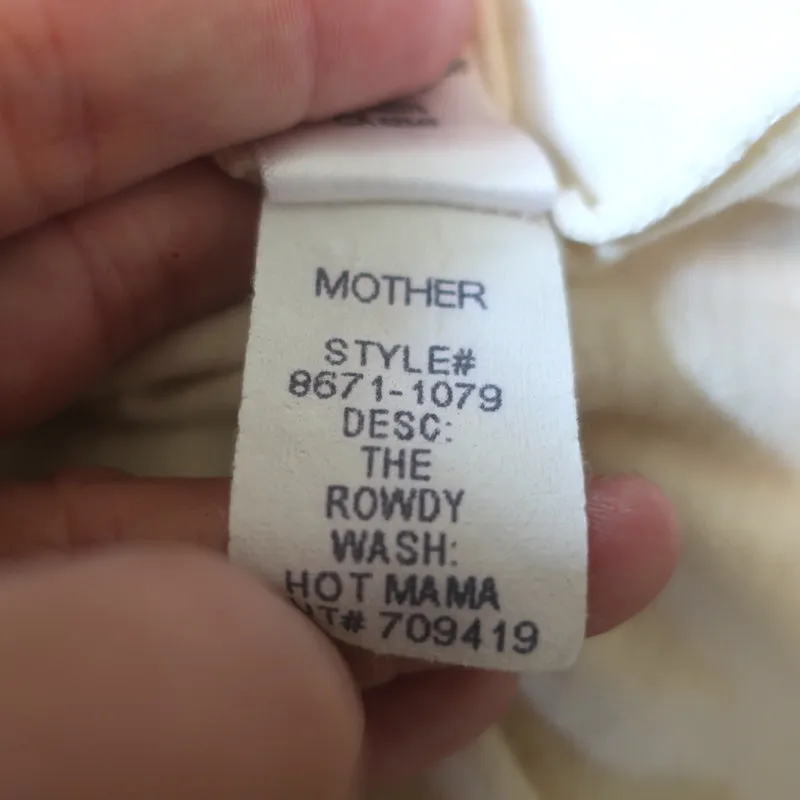 MOTHER
STYLE#
8671-1079
DESC:
THE
ROWDY
WASH:
HOT MAMA
# 709419